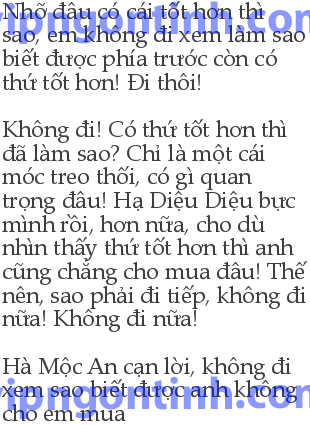 Nhỡ đâu có cái tốt hơn thì
sao, em không đi xem làm sao
biết được phía trước còn có
thứ tốt hơn! Đi thôi!
Không đi! Có thứ tốt hơn thì
đã làm sao? Chỉ là một cái
móc treo thối, có gì quan
trọng đâu! Hạ Diệu Diệu bực
mình rồi, hơn nữa, cho dù
nhìn thấy thứ tốt hơn thì anh
cũng chẳng cho mua đâu! Thế
nên, sao phải đi tiếp, không đi
nữa! Không đi nữa!
Hà Mộc An cạn lời, không đi
xem sao biết được anh không
cho em mua